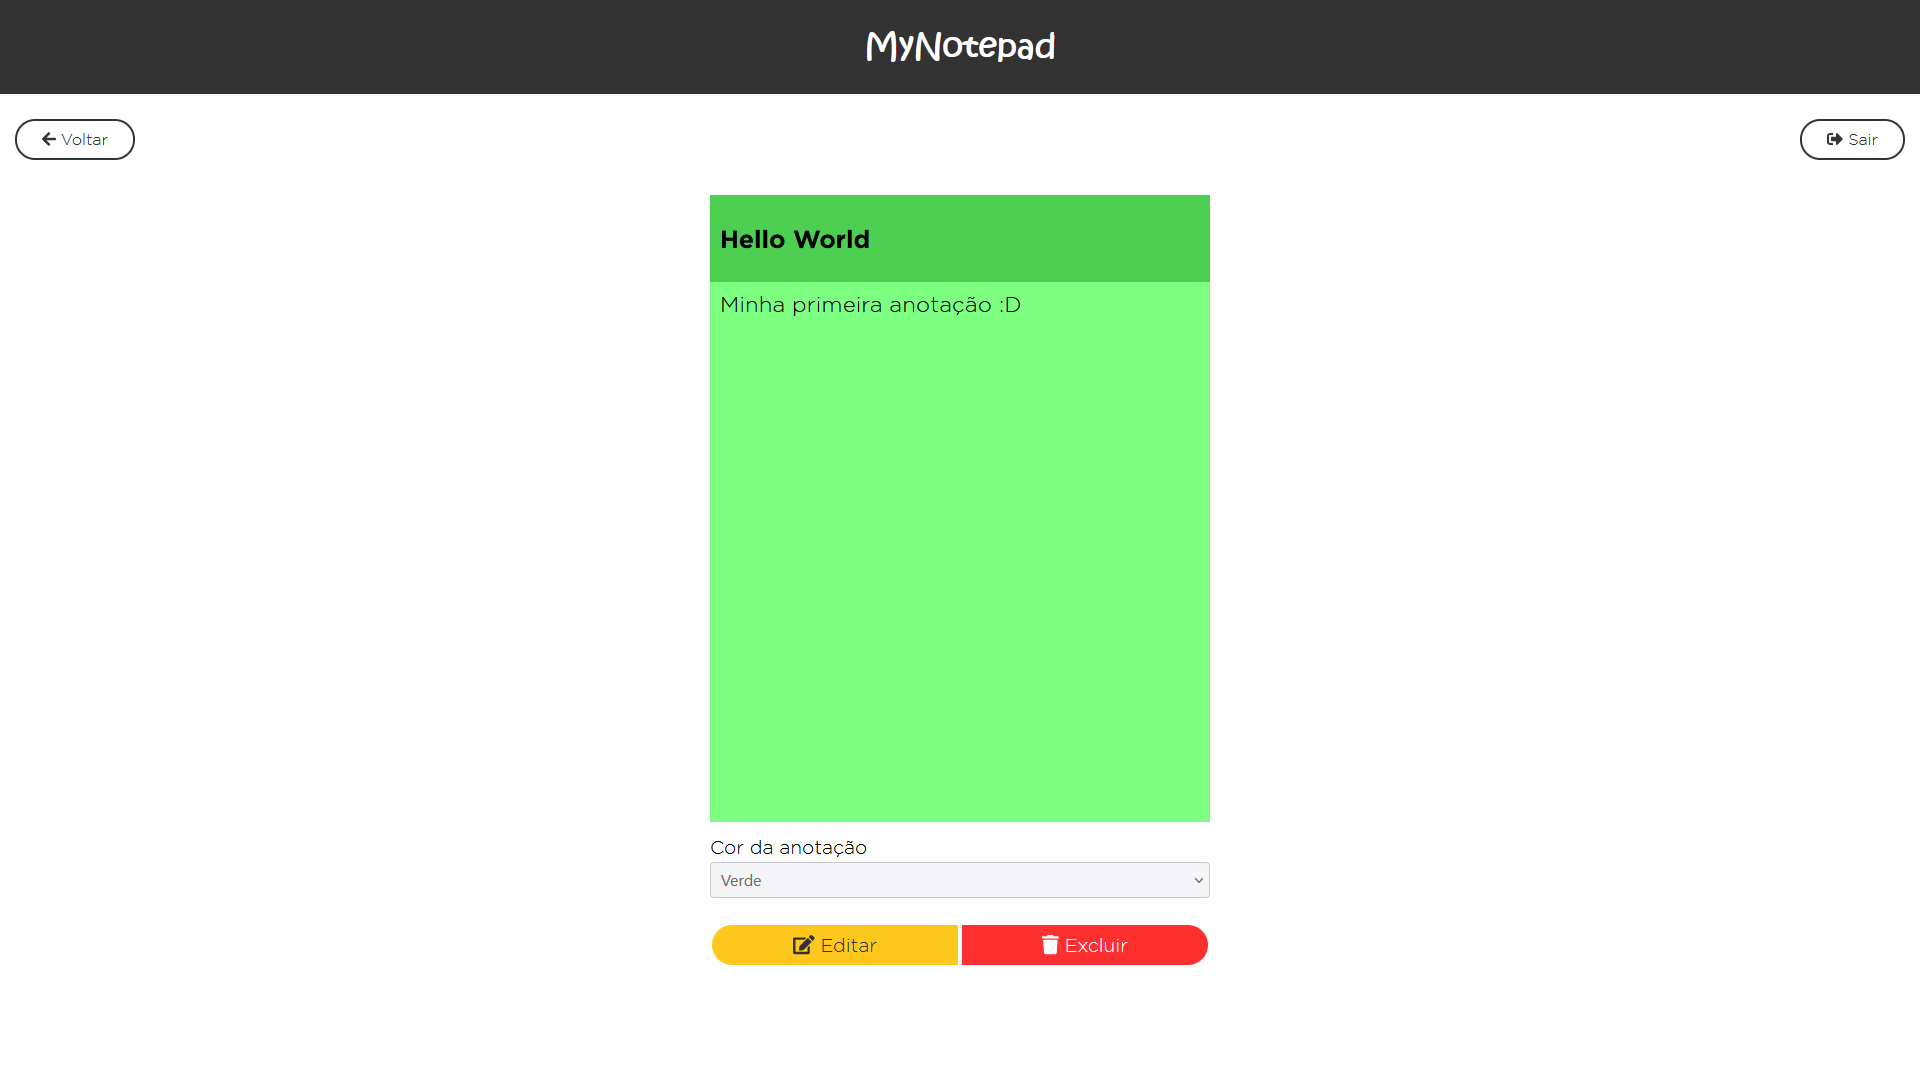 MyNotepad
Voltar
Sair
Hello World
Minha primeira anotação :D
Cor da anotação
Verde
Editar
Excluir